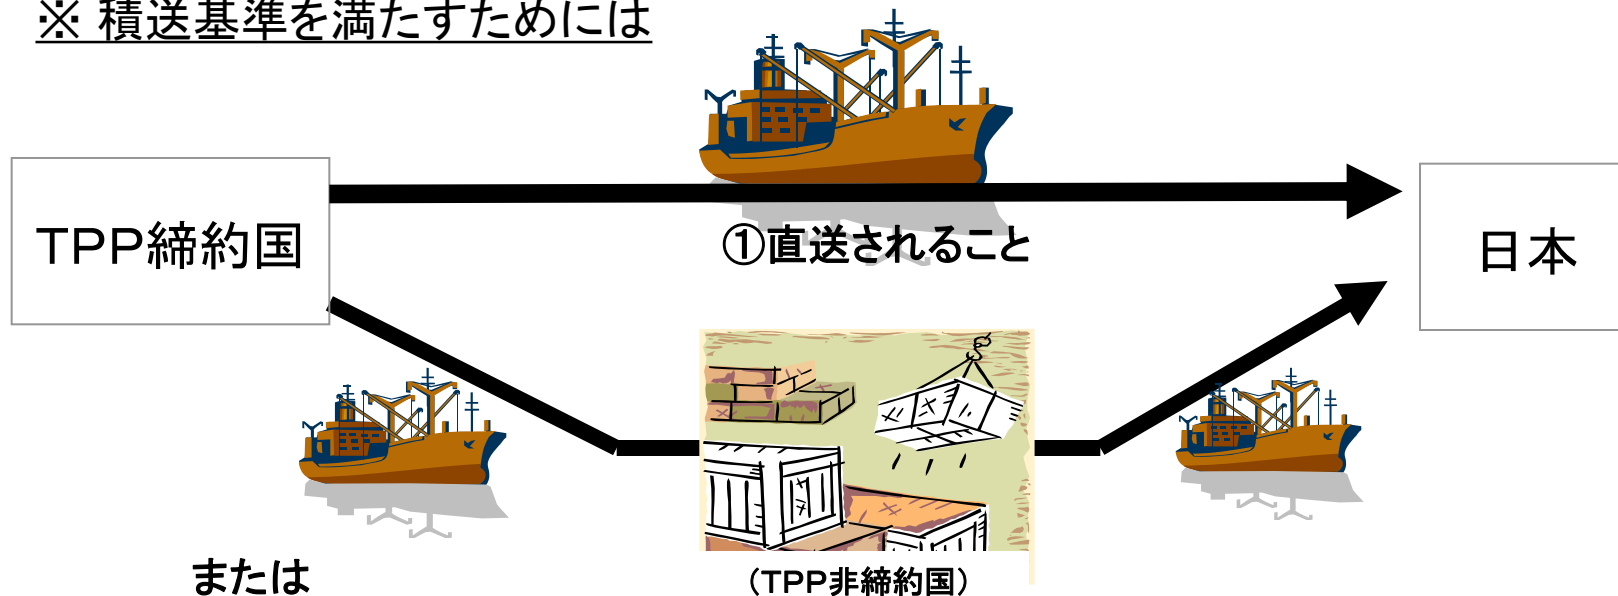 ※ 積送基準を満たすためには
TPP締約国
①直送されること
日本
または
（TPP非締約国）